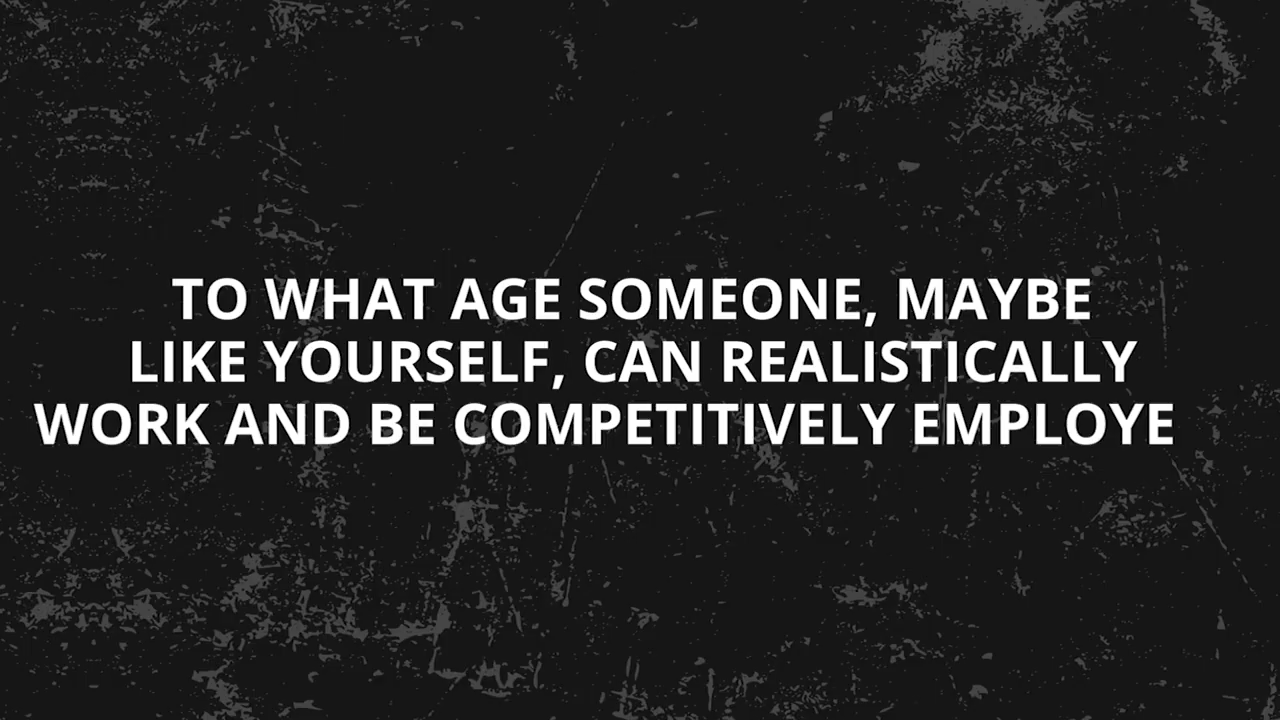 TO WHAT AGE SOMEONE, MAYBE
LIKE YOURSELF, CAN REALISTICALLY
WORK AND BE COMPETITIVELY EMPLOYE